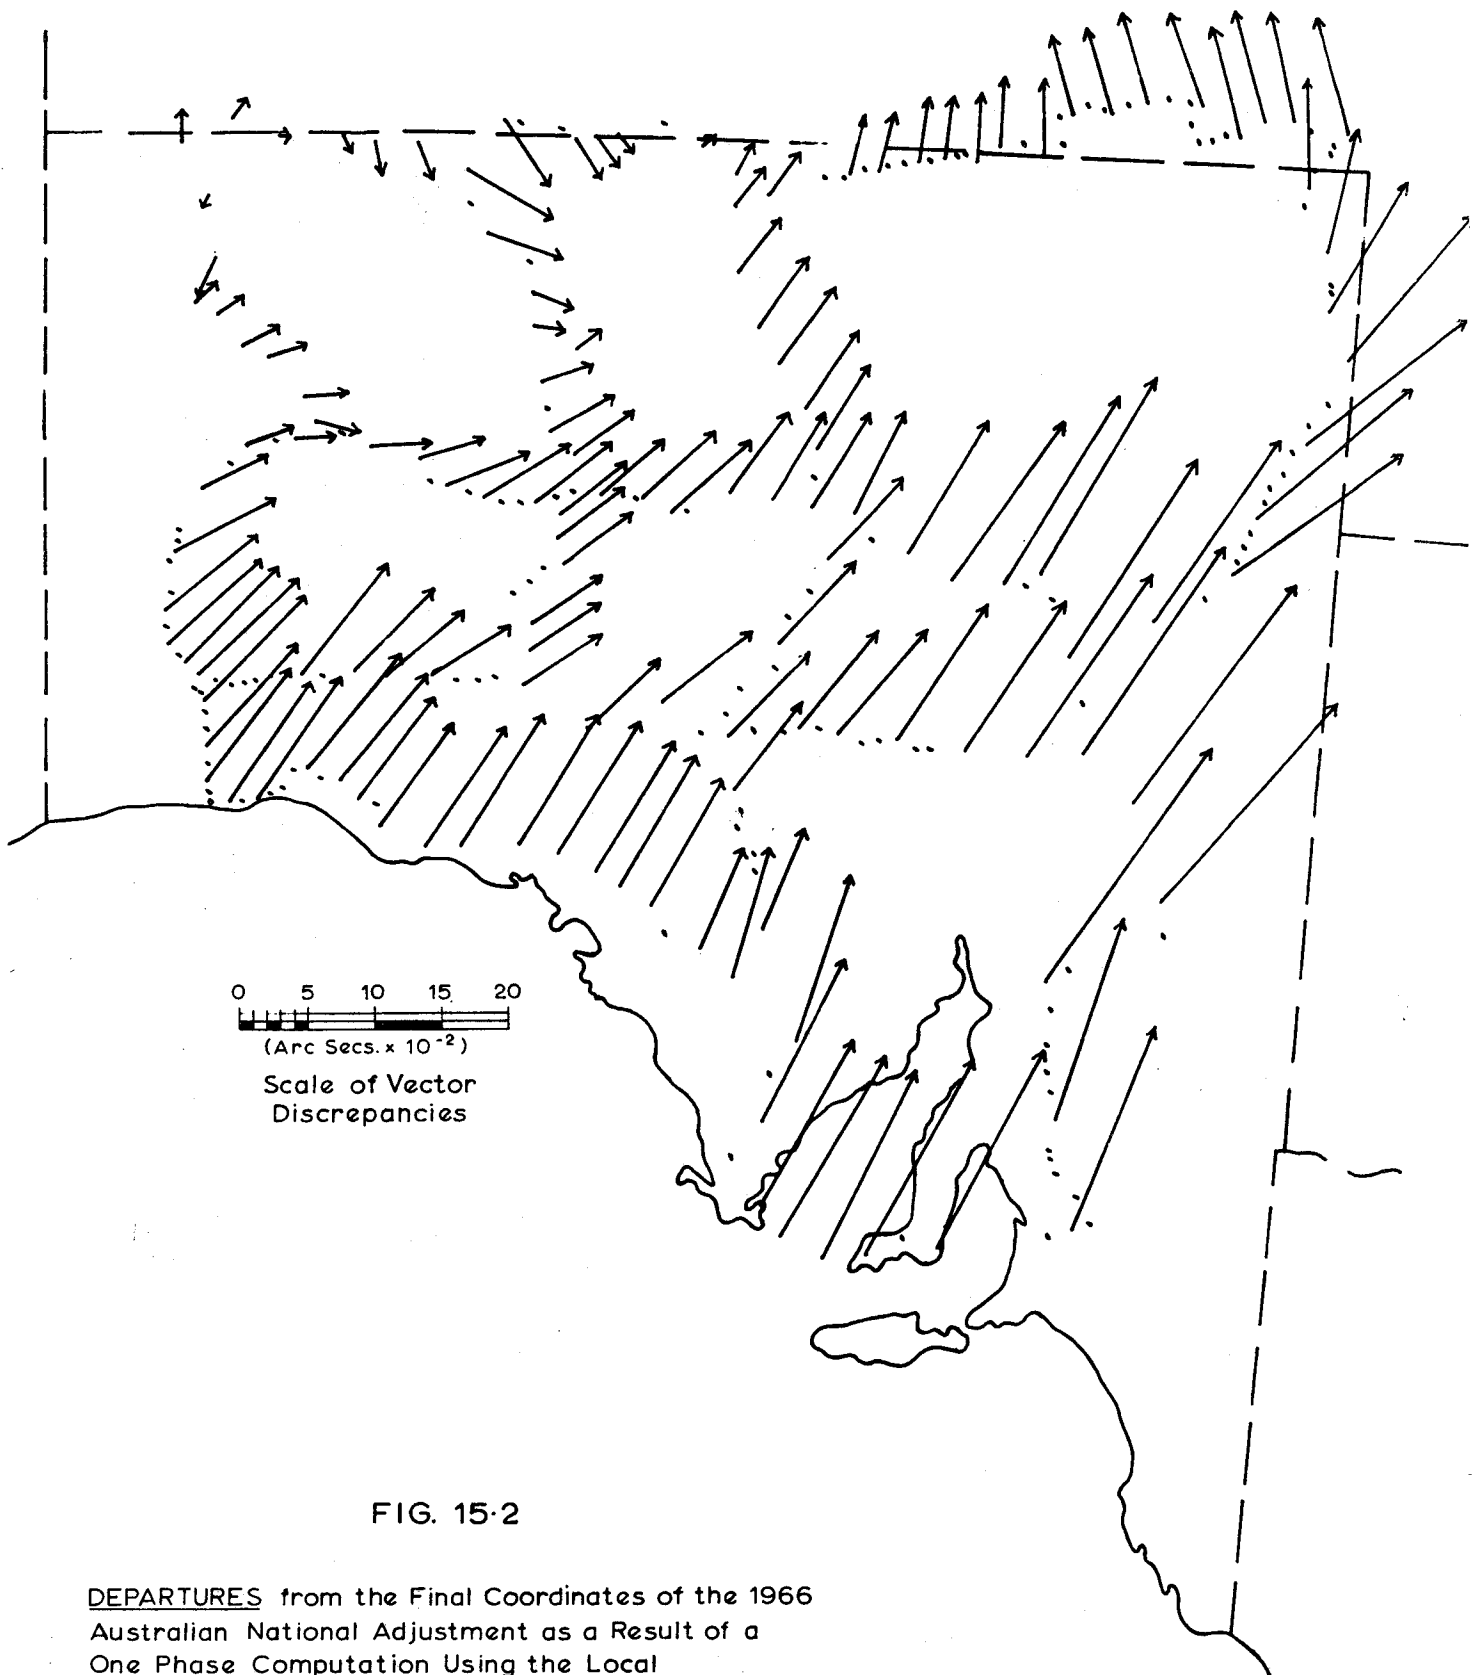 0 5 10 15 20
(Arc Secs. x 10⁻²)
Scale of Vector
Discrepancies
FIG. 15·2
DEPARTURES from the Final Coordinates of the 1966
Australian National Adjustment as a Result of a
One Phase Computation Using the Local